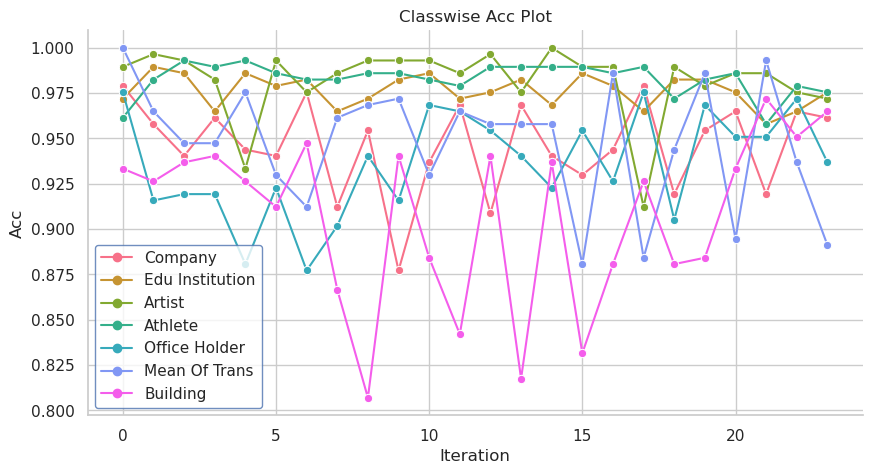 Classwise Acc Plot
1.000
0.975
0.950
0.925
0.900
0.875
0.850
0.825
0.800
Acc
Company
Edu Institution
Artist
Athlete
Office Holder
Mean Of Trans
Building
0 5 10 15 20
Iteration